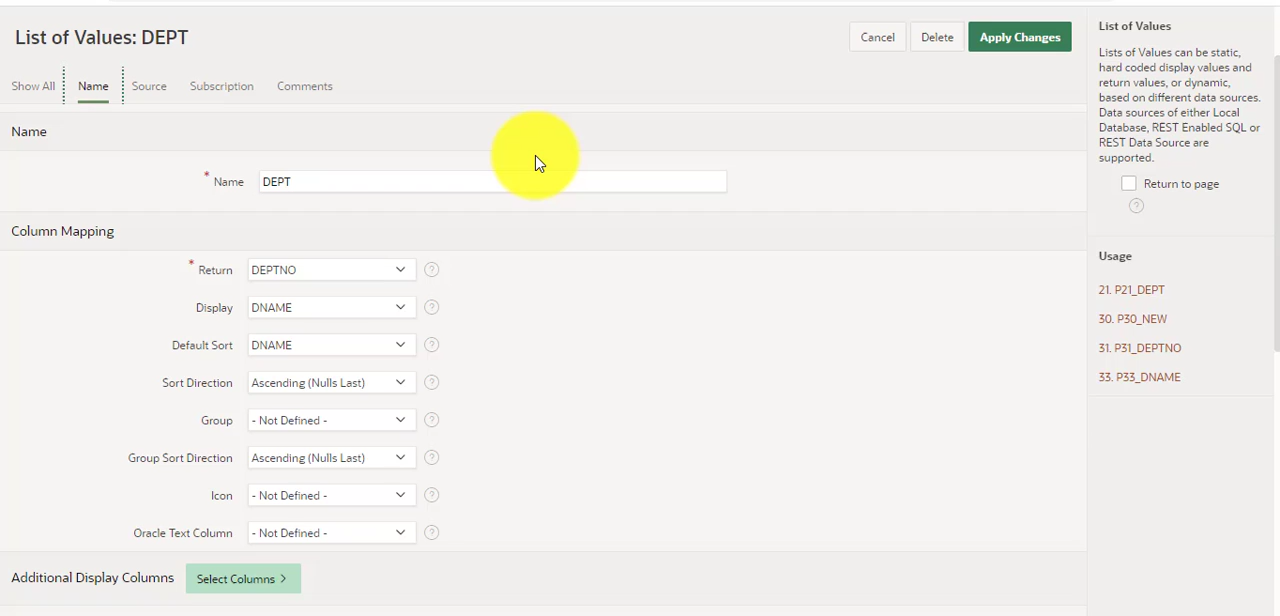 List of Values: DEPT
Cancel
Delete
Apply Changes
Show All
Name
Source
Subscription
Comments
Name
* Name
DEPT
Column Mapping
* Return
DEPTNO
?
Display
DNAME
?
Default Sort
DNAME
?
Sort Direction
Ascending (Nulls Last)
?
Group
- Not Defined -
?
Group Sort Direction
Ascending (Nulls Last)
?
Icon
- Not Defined -
?
Oracle Text Column
- Not Defined -
?
Additional Display Columns
Select Columns >
List of Values
Lists of Values can be static,
hard coded display values and
return values, or dynamic,
based on different data sources.
Data sources of either Local
Database, REST Enabled SQL or
REST Data Source are
supported.
Return to page
?
Usage
21. P21_DEPT
30. P30_NEW
31. P31_DEPTNO
33. P33_DNAME